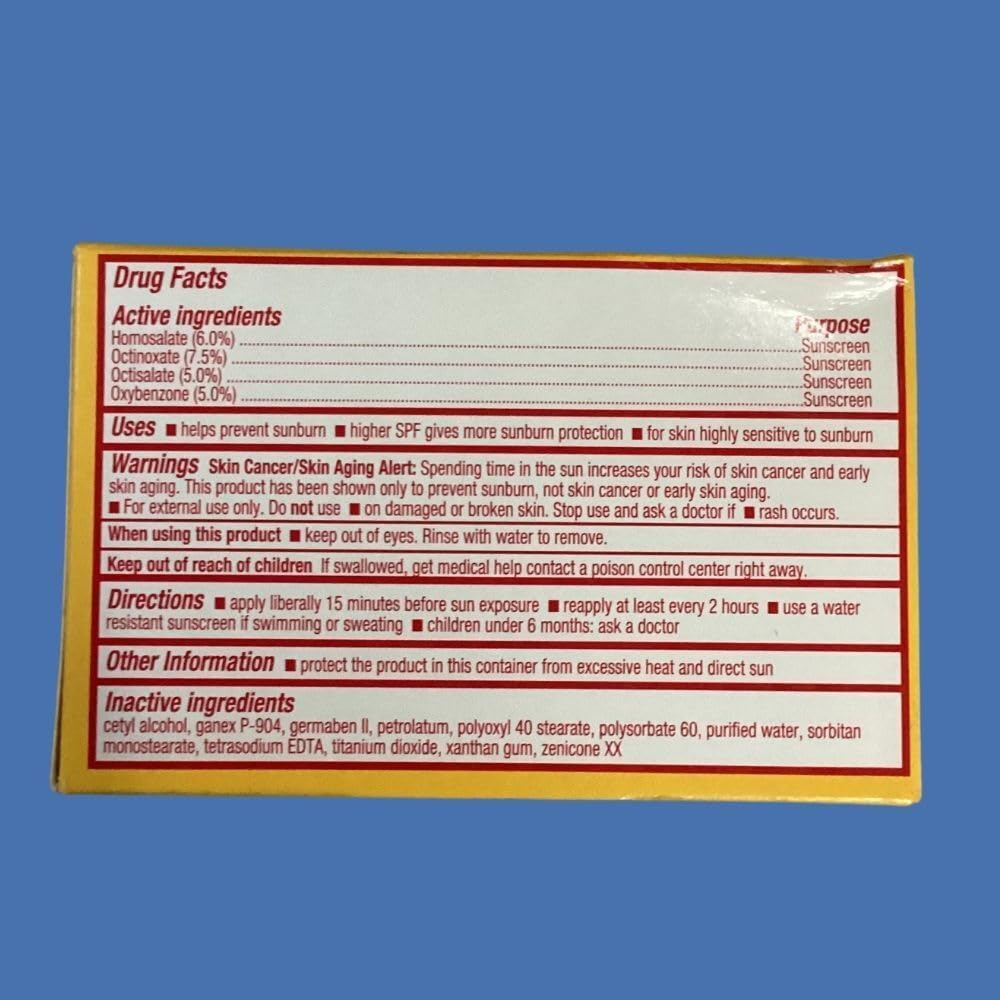 Drug Facts
Active ingredients Purpose
Homosalate (6.0%) Sunscreen
Octinoxate (7.5%) Sunscreen
Octisalate (5.0%) Sunscreen
Oxybenzone (5.0%) Sunscreen
Uses ■ helps prevent sunburn ■ higher SPF gives more sunburn protection ■ for skin highly sensitive to sunburn
Warnings Skin Cancer/Skin Aging Alert: Spending time in the sun increases your risk of skin cancer and early
skin aging. This product has been shown only to prevent sunburn, not skin cancer or early skin aging.
■ For external use only. Do not use ■ on damaged or broken skin. Stop use and ask a doctor if ■ rash occurs.
When using this product ■ keep out of eyes. Rinse with water to remove.
Keep out of reach of children If swallowed, get medical help contact a poison control center right away.
Directions ■ apply liberally 15 minutes before sun exposure ■ reapply at least every 2 hours ■ use a water
resistant sunscreen if swimming or sweating ■ children under 6 months: ask a doctor
Other Information ■ protect the product in this container from excessive heat and direct sun
Inactive ingredients
cetyl alcohol, ganex P-904, germaben II, petrolatum, polyoxyl 40 stearate, polysorbate 60, purified water, sorbitan
monostearate, tetrasodium EDTA, titanium dioxide, xanthan gum, zenicone XX